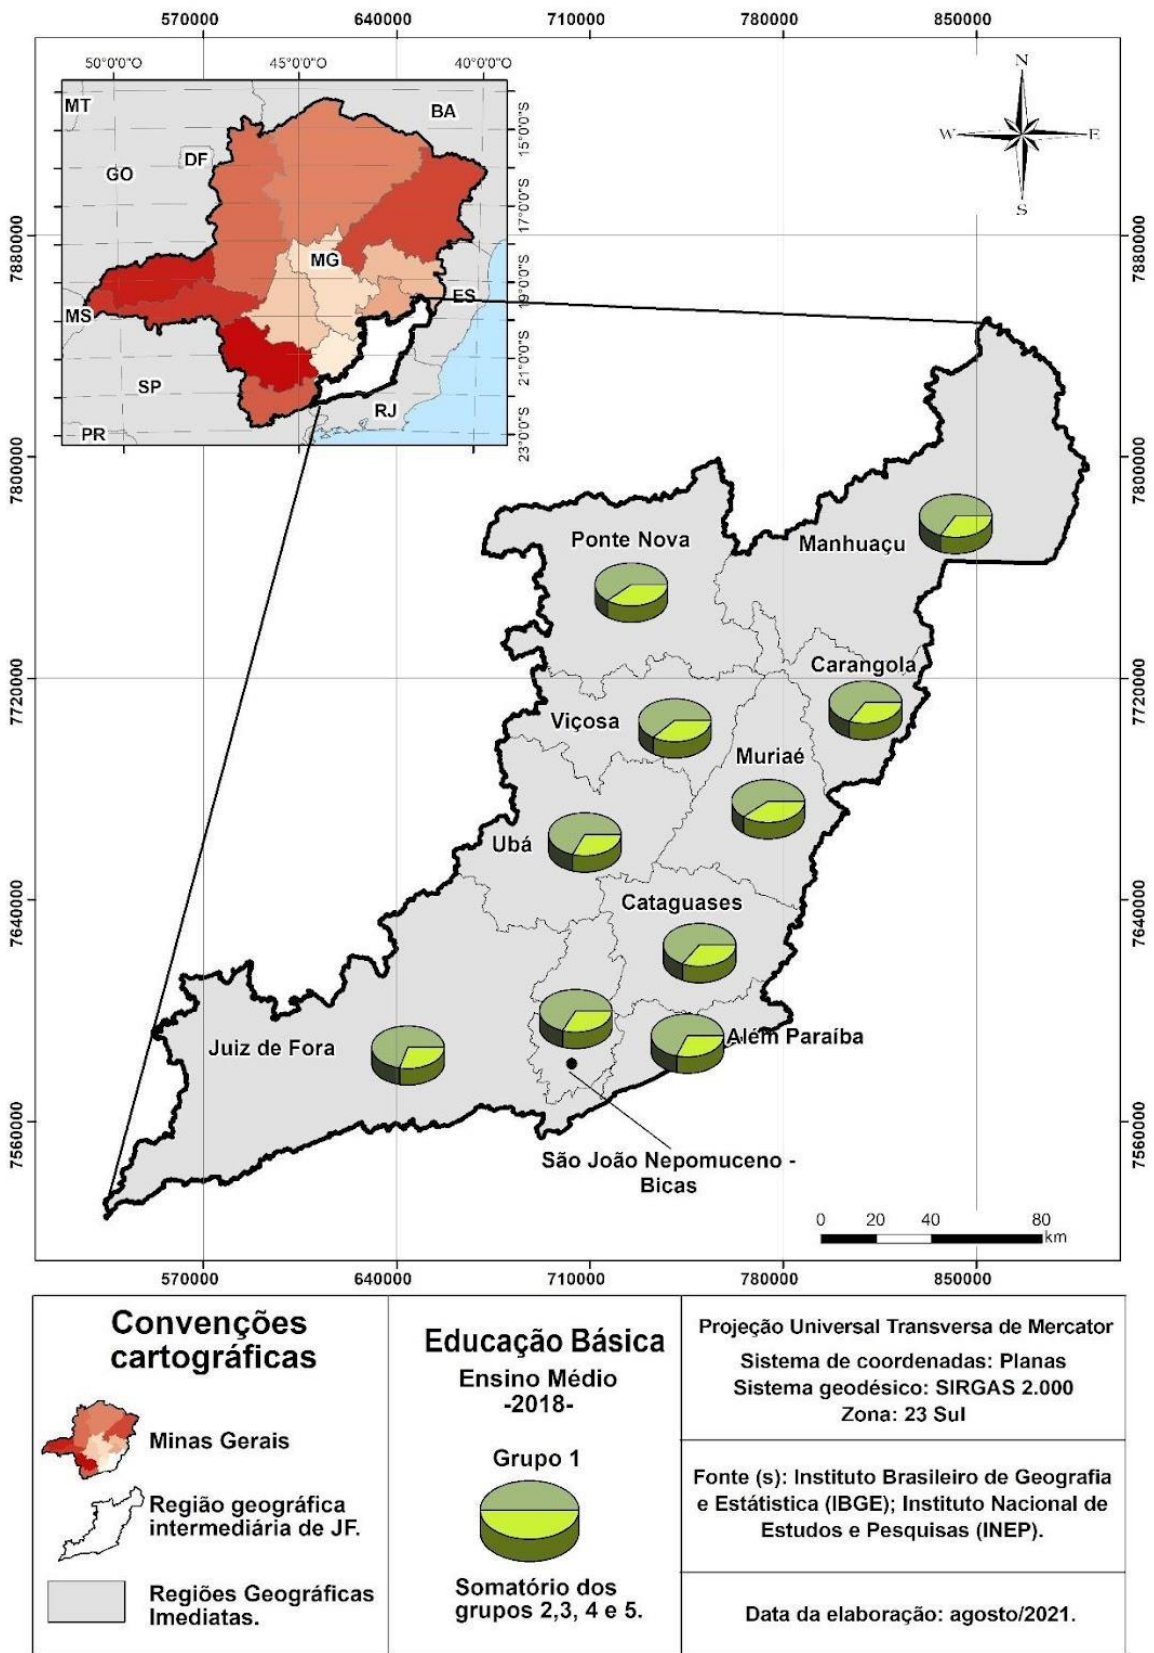 570000 640000 710000 780000 850000
50°0'0"O 45°0'0"O 40°0'0"O
MT
BA
DF
GO
MG
ES
MS
SP
RJ
PR
15°0'0"S
17°0'0"S
19°0'0"S
21°0'0"S
23°0'0"S
N
W E
S
7880000
7800000
7720000
7640000
7560000
7880000
7800000
7720000
7640000
7560000
Ponte Nova
Manhuaçu
Carangola
Viçosa
Muriaé
Ubá
Cataguases
Juiz de Fora
Além Paraíba
São João Nepomuceno -
Bicas
0 20 40 80
km
570000 640000 710000 780000 850000
Convenções
cartográficas
Minas Gerais
Região geográfica
intermediária de JF.
Regiões Geográficas
Imediatas.
Educação Básica
Ensino Médio
-2018-
Grupo 1
Somatório dos
grupos 2,3, 4 e 5.
Projeção Universal Transversa de Mercator
Sistema de coordenadas: Planas
Sistema geodésico: SIRGAS 2.000
Zona: 23 Sul
Fonte (s): Instituto Brasileiro de Geografia
e Estátistica (IBGE); Instituto Nacional de
Estudos e Pesquisas (INEP).
Data da elaboração: agosto/2021.